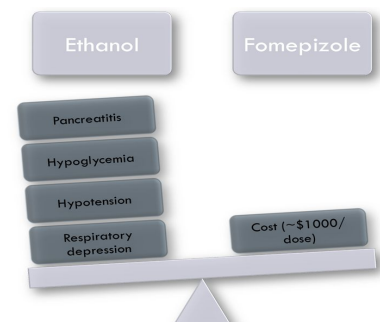 Ethanol
Fomepizole
Pancreatitis
Hypoglycemia
Hypotension
Respiratory
depression
Cost (~$1000/
dose)